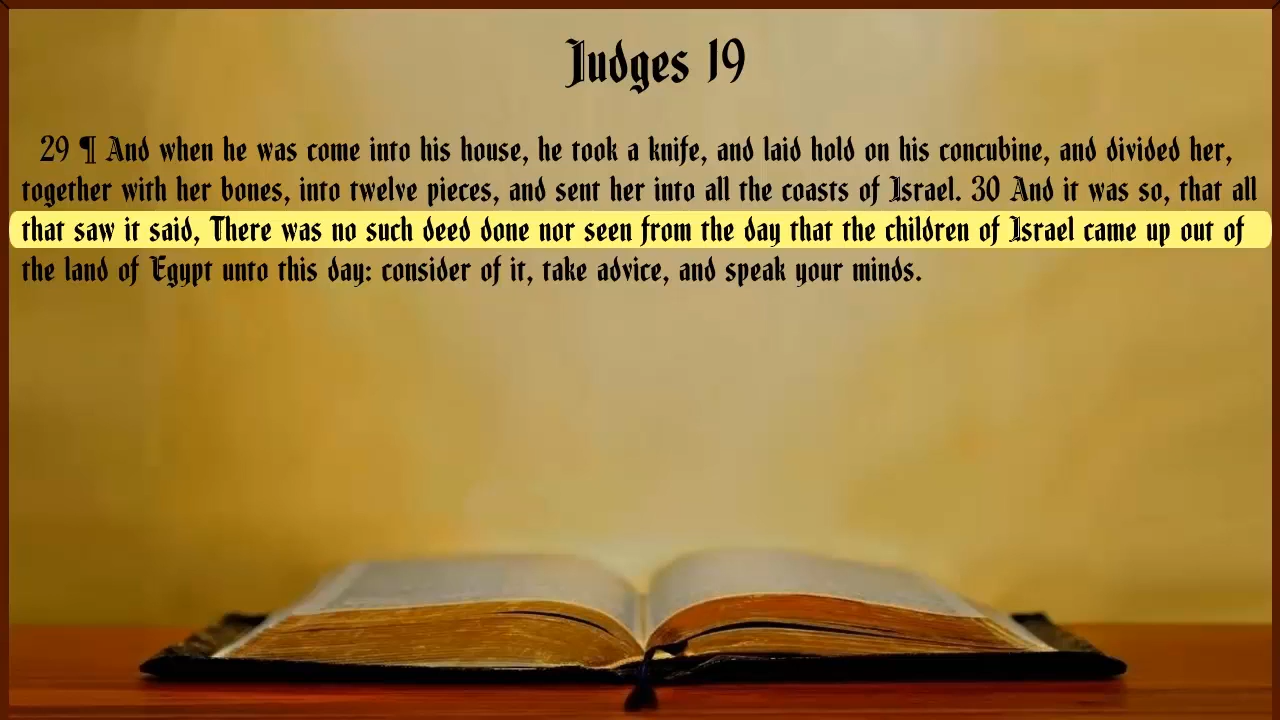 Judges 19
29 ¶ And when he was come into his house, he took a knife, and laid hold on his concubine, and divided her,
together with her bones, into twelve pieces, and sent her into all the coasts of Israel. 30 And it was so, that all
that saw it said, There was no such deed done nor seen from the day that the children of Israel came up out of
the land of Egypt unto this day: consider of it, take advice, and speak your minds.